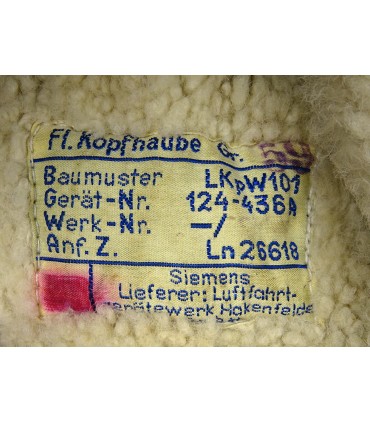 Fl. Kopfhaube Gr. 59
Baumuster LKpW101
Gerät-Nr. 124-436A
Werk-Nr. -/
Anf. Z. Ln 26618
Siemens
Lieferer: Luftfahrt-
gerätewerk Hakenfelde